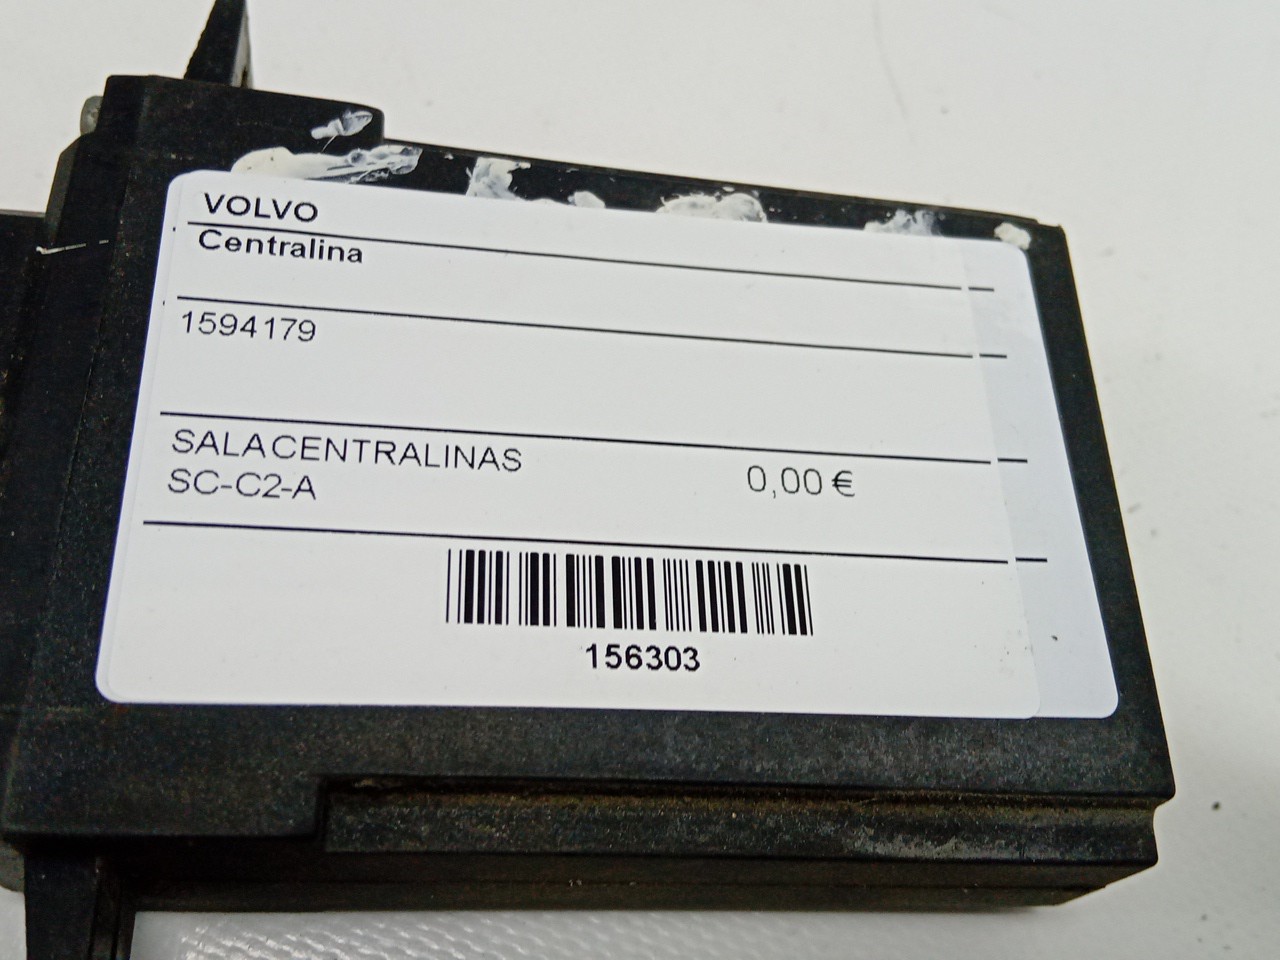 VOLVO
Centralina
1594179
SALACENTRALINAS
SC-C2-A
0,00 €
156303